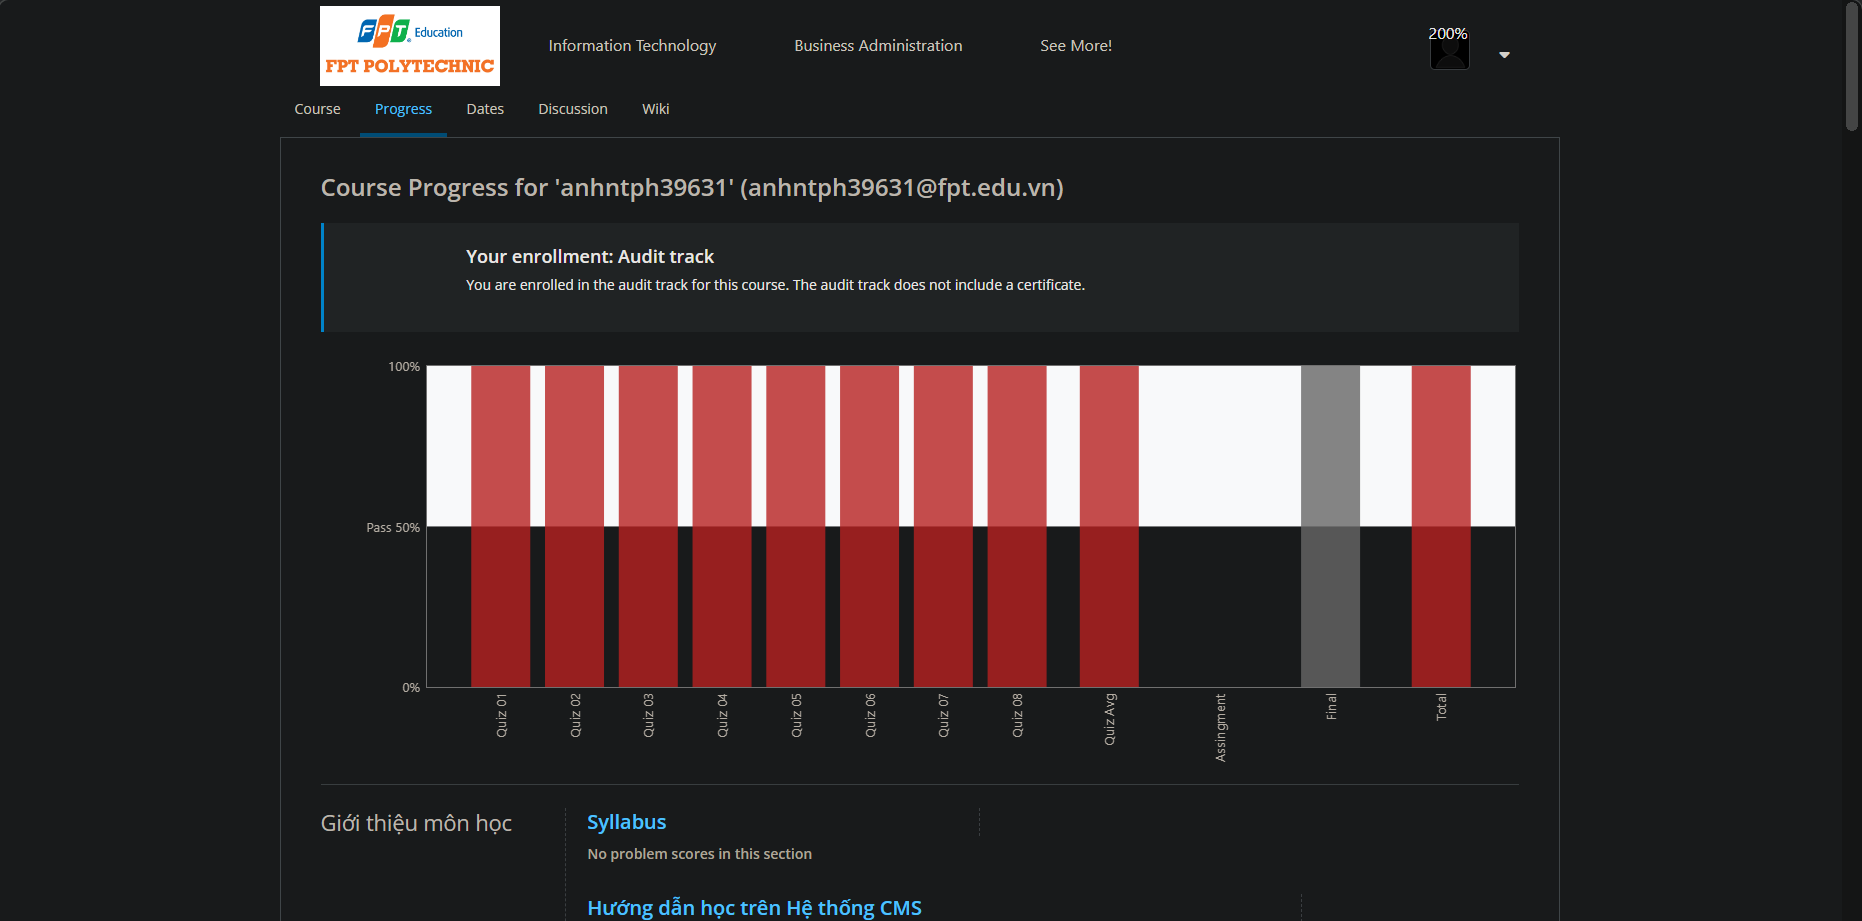 FPT Education
FPT POLYTECHNIC
Information Technology
Business Administration
See More!
200%
Course
Progress
Dates
Discussion
Wiki
Course Progress for 'anhntph39631' (anhntph39631@fpt.edu.vn)
Your enrollment: Audit track
You are enrolled in the audit track for this course. The audit track does not include a certificate.
100%
Pass 50%
0%
Quiz 01
Quiz 02
Quiz 03
Quiz 04
Quiz 05
Quiz 06
Quiz 07
Quiz 08
Quiz Avg
Assingment
Final
Total
Giới thiệu môn học
Syllabus
No problem scores in this section
Hướng dẫn học trên Hệ thống CMS